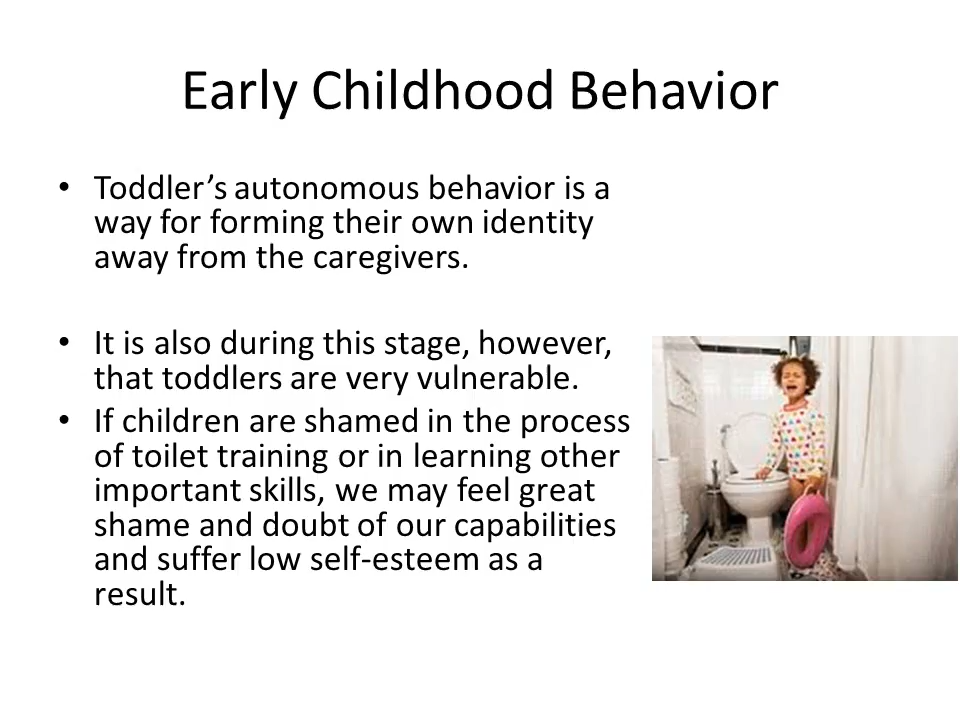 Early Childhood Behavior
• Toddler’s autonomous behavior is a
way for forming their own identity
away from the caregivers.
• It is also during this stage, however,
that toddlers are very vulnerable.
• If children are shamed in the process
of toilet training or in learning other
important skills, we may feel great
shame and doubt of our capabilities
and suffer low self-esteem as a
result.